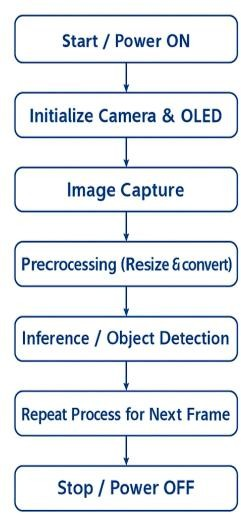 Start / Power ON
Initialize Camera & OLED
Image Capture
Precrocessing (Resize & convert)
Inference / Object Detection
Repeat Process for Next Frame
Stop / Power OFF